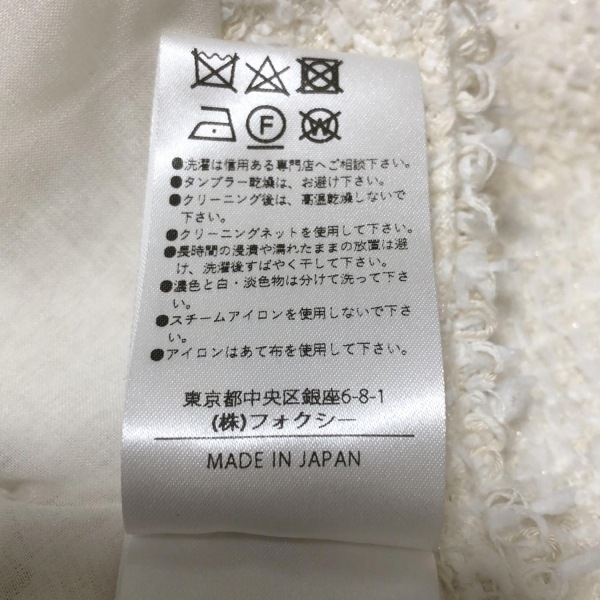 F W
●洗濯は信用ある専門店へご相談下さい。
●タンブラー乾燥は、お避け下さい。
●クリーニング後は、高温乾燥しないで
下さい。
●クリーニングネットを使用して下さい。
●長時間の浸漬や濡れたままの放置は避
け、洗濯後すばやく干して下さい。
●濃色と白・淡色物は分けて洗って下さ
い。
●スチームアイロンを使用しないで下さ
い。
●アイロンはあて布を使用して下さい。
東京都中央区銀座6-8-1
(株)フォクシー
MADE IN JAPAN